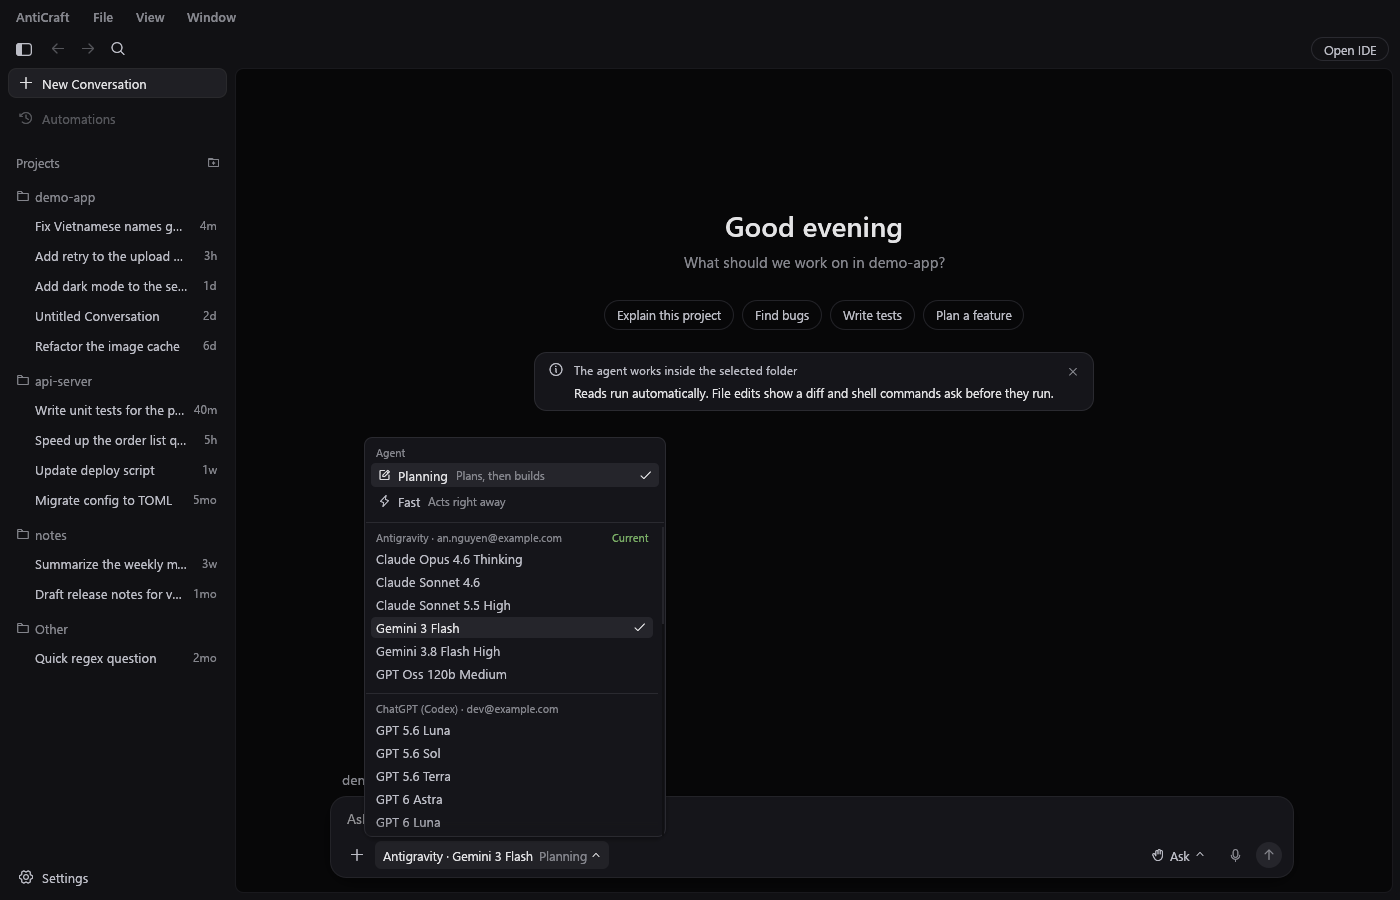 AntiCraft File View Window
Open IDE
New Conversation
Automations
Projects
demo-app
Fix Vietnamese names g... 4m
Add retry to the upload ... 3h
Add dark mode to the se... 1d
Untitled Conversation 2d
Refactor the image cache 6d
api-server
Write unit tests for the p... 40m
Speed up the order list q... 5h
Update deploy script 1w
Migrate config to TOML 5mo
notes
Summarize the weekly m... 3w
Draft release notes for v... 1mo
Other
Quick regex question 2mo
Settings
Good evening
What should we work on in demo-app?
Explain this project Find bugs Write tests Plan a feature
The agent works inside the selected folder
Reads run automatically. File edits show a diff and shell commands ask before they run.
Agent
Planning Plans, then builds
Fast Acts right away
Antigravity · an.nguyen@example.com Current
Claude Opus 4.6 Thinking
Claude Sonnet 4.6
Claude Sonnet 5.5 High
Gemini 3 Flash
Gemini 3.8 Flash High
GPT Oss 120b Medium
ChatGPT (Codex) · dev@example.com
GPT 5.6 Luna
GPT 5.6 Sol
GPT 5.6 Terra
GPT 6 Astra
GPT 6 Luna
Antigravity · Gemini 3 Flash Planning
Ask